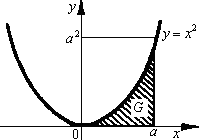 y
a²
y = x²
G
0
a
x